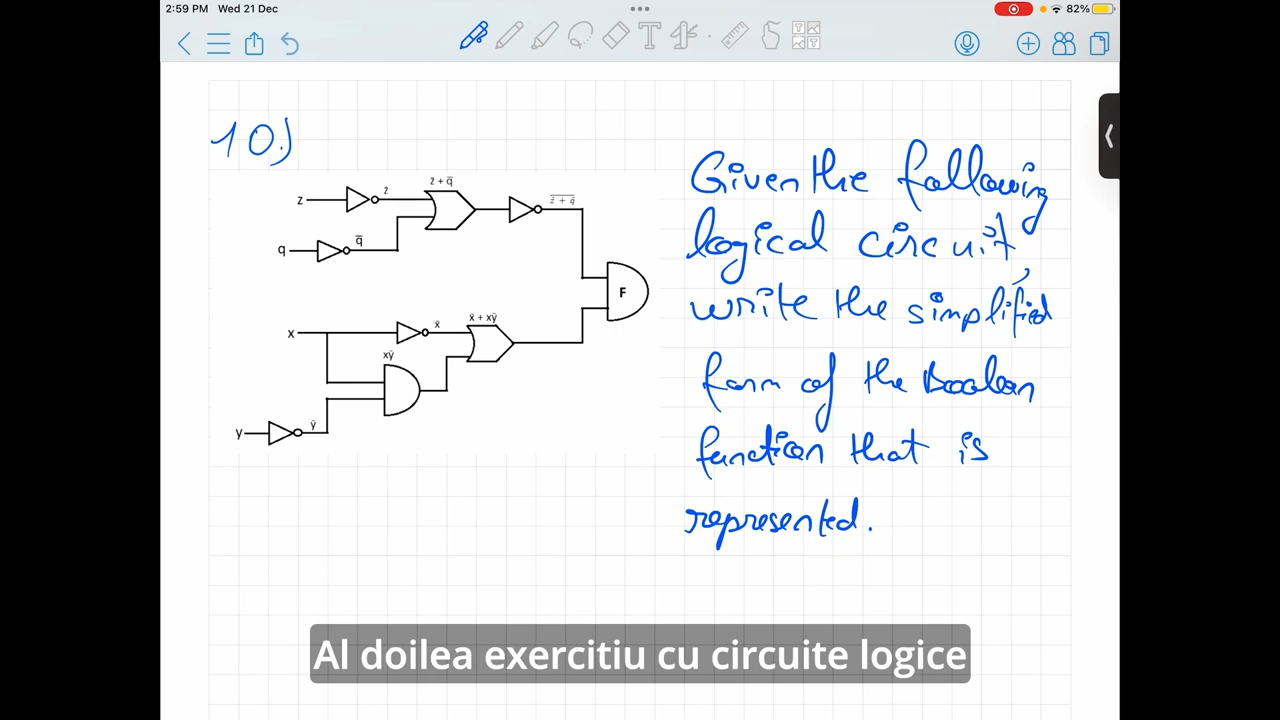 2:59 PM Wed 21 Dec
82%
10.)
Given the following
logical circuit,
write the simplified
form of the Boolean
function that is
represented.
z
z̄
z̄ + q̄
z̄ + q̄
q
q̄
F
x
x̄
x̄ + xȳ
xȳ
y
ȳ
Al doilea exercitiu cu circuite logice